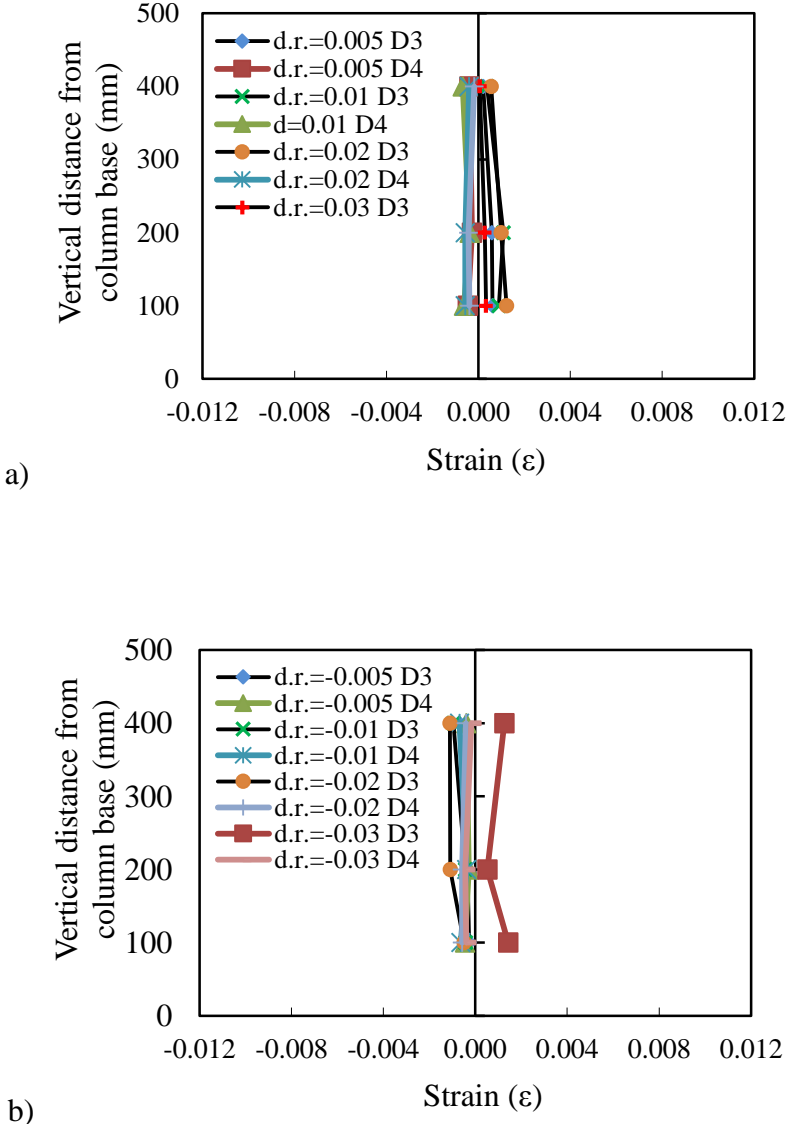 500
400
300
200
100
0
Vertical distance from
column base (mm)
d.r.=0.005 D3
d.r.=0.005 D4
d.r.=0.01 D3
d=0.01 D4
d.r.=0.02 D3
d.r.=0.02 D4
d.r.=0.03 D3
-0.012 -0.008 -0.004 0.000 0.004 0.008 0.012
Strain (ε)
a)
500
400
300
200
100
0
Vertical distance from
column base (mm)
d.r.=-0.005 D3
d.r.=-0.005 D4
d.r.=-0.01 D3
d.r.=-0.01 D4
d.r.=-0.02 D3
d.r.=-0.02 D4
d.r.=-0.03 D3
d.r.=-0.03 D4
-0.012 -0.008 -0.004 0.000 0.004 0.008 0.012
Strain (ε)
b)